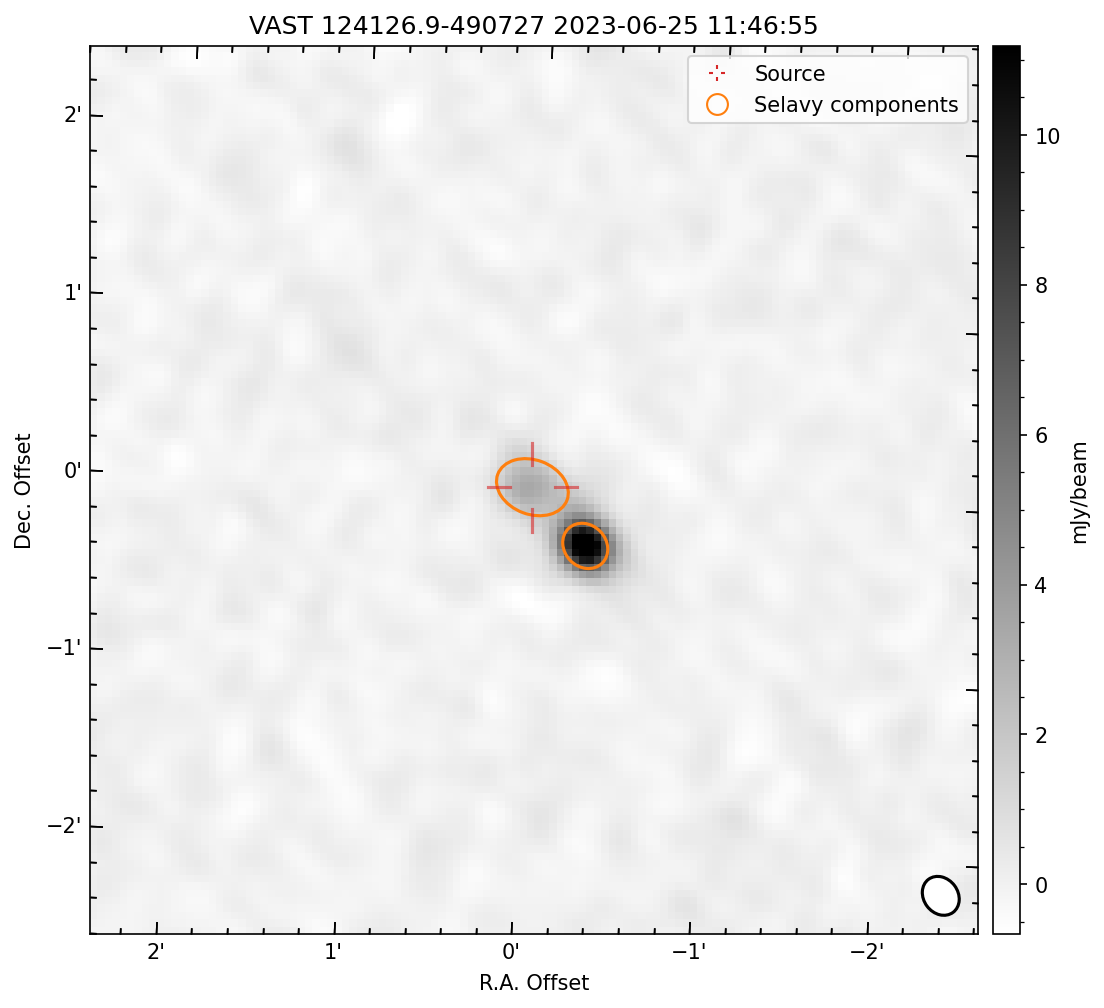 VAST 124126.9-490727 2023-06-25 11:46:55
Source
Selavy components
2'
1'
0'
−1'
−2'
Dec. Offset
2'
1'
0'
−1'
−2'
R.A. Offset
10
8
6
4
2
0
mJy/beam